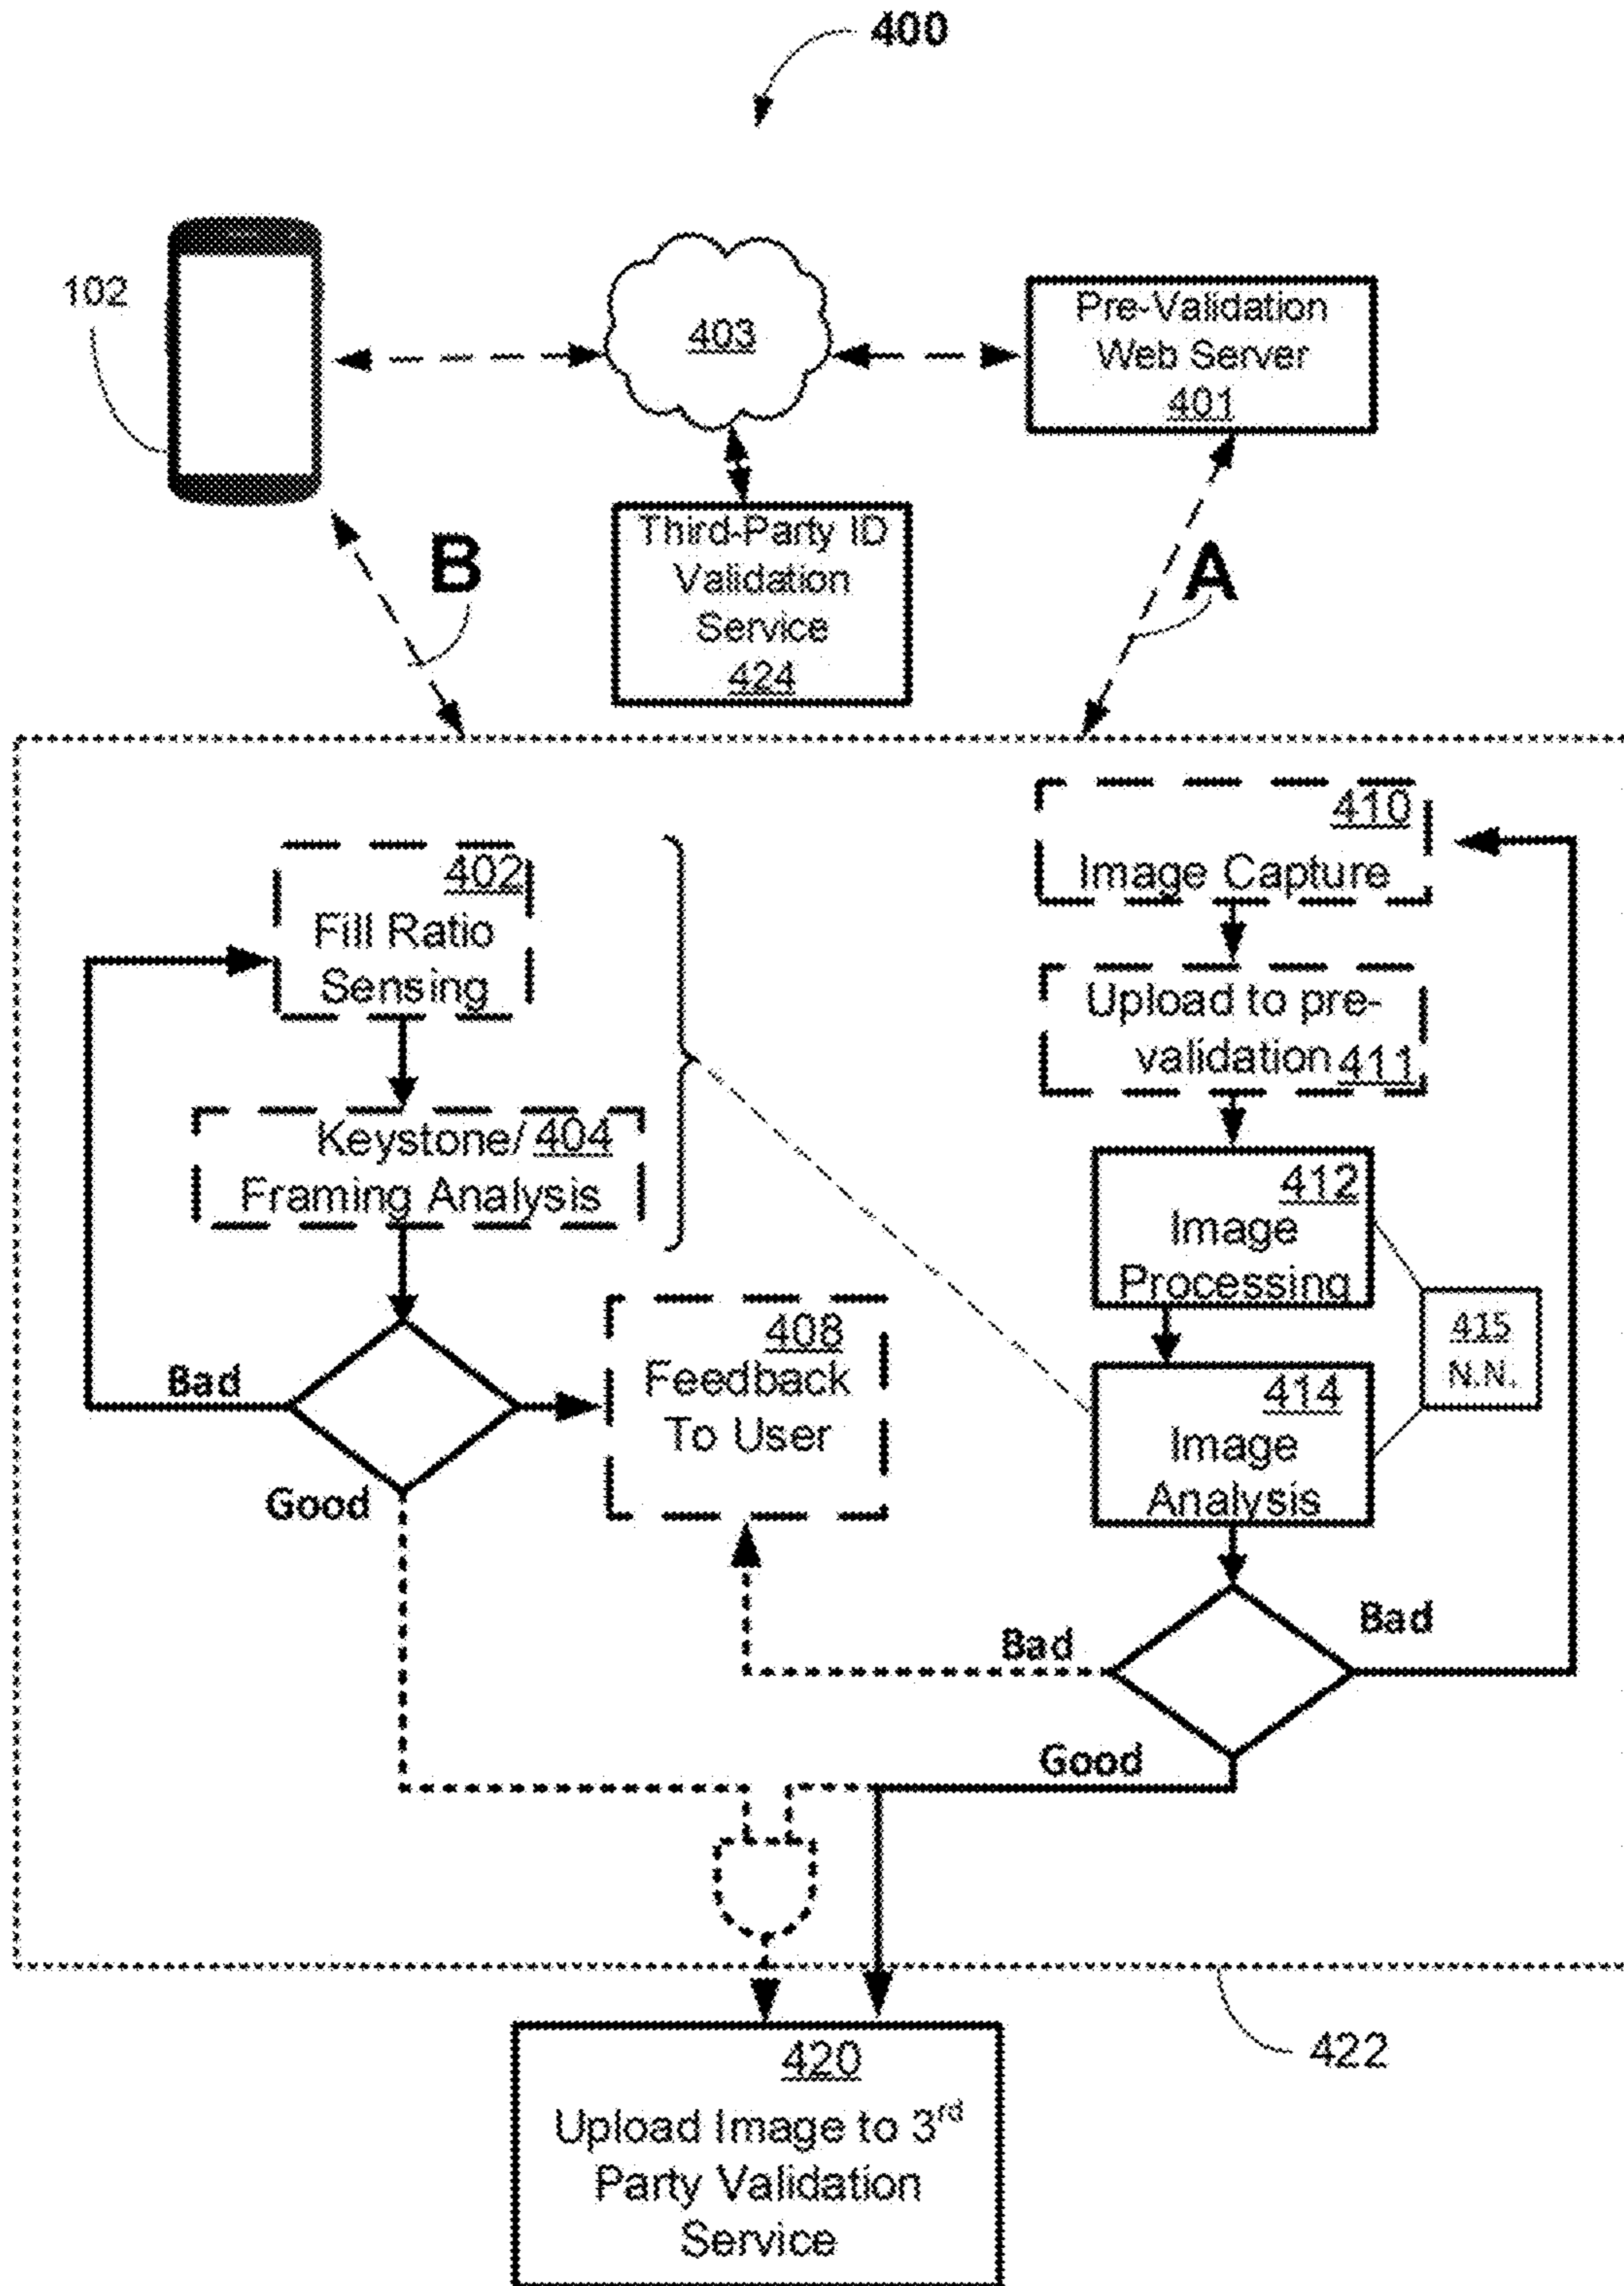 400
102
403
Pre-Validation
Web Server
401
B
Third-Party ID
Validation
Service
424
A
402
Fill Ratio
Sensing
Keystone/ 404
Framing Analysis
Bad
Good
408
Feedback
To User
410
Image Capture
Upload to pre-
validation 411
412
Image
Processing
415
N.N.
414
Image
Analysis
Bad
Bad
Good
422
420
Upload Image to 3rd
Party Validation
Service